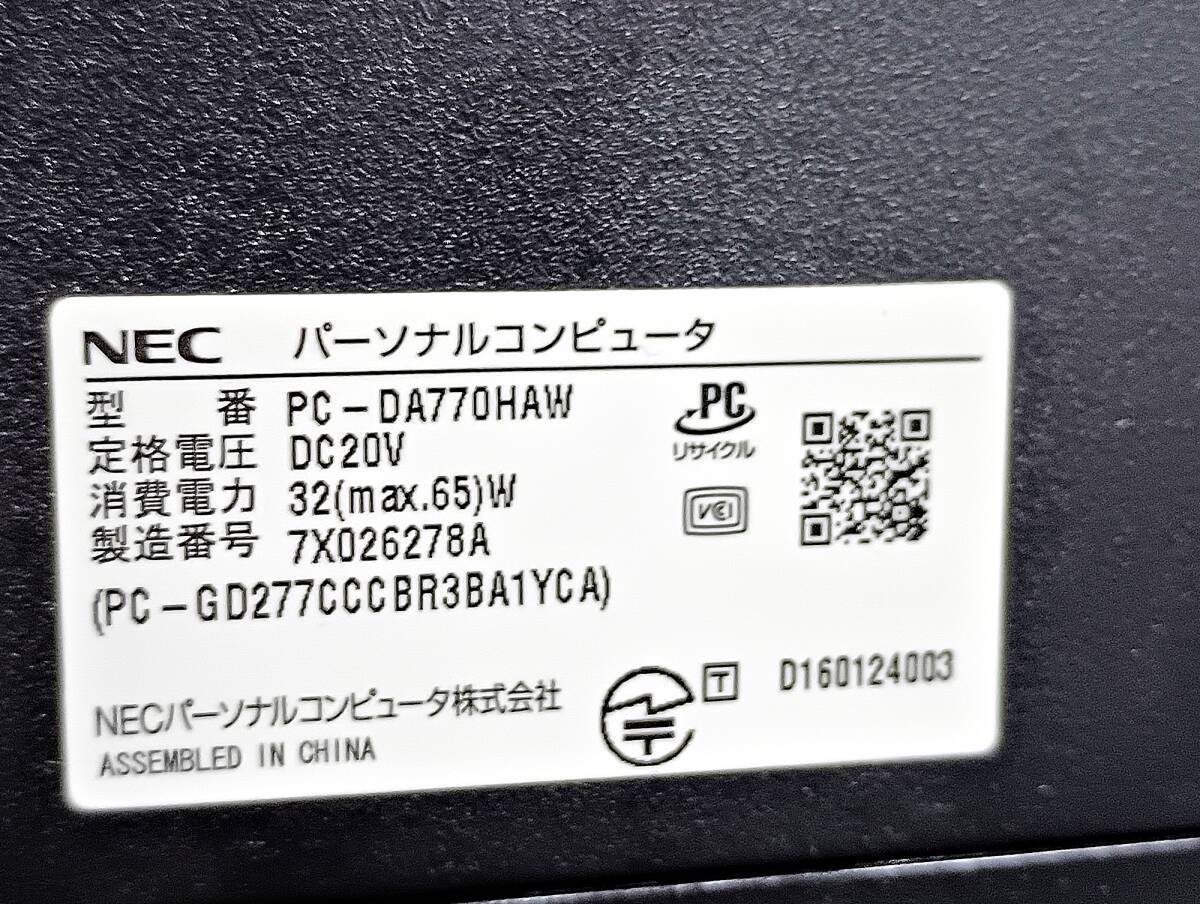 NEC パーソナルコンピュータ
型 番 PC-DA770HAW
定格電圧 DC20V
消費電力 32(max.65)W
製造番号 7X026278A
(PC-GD277CCCBR3BA1YCA)
PC
リサイクル
VCI
NECパーソナルコンピュータ株式会社
ASSEMBLED IN CHINA
T D160124003